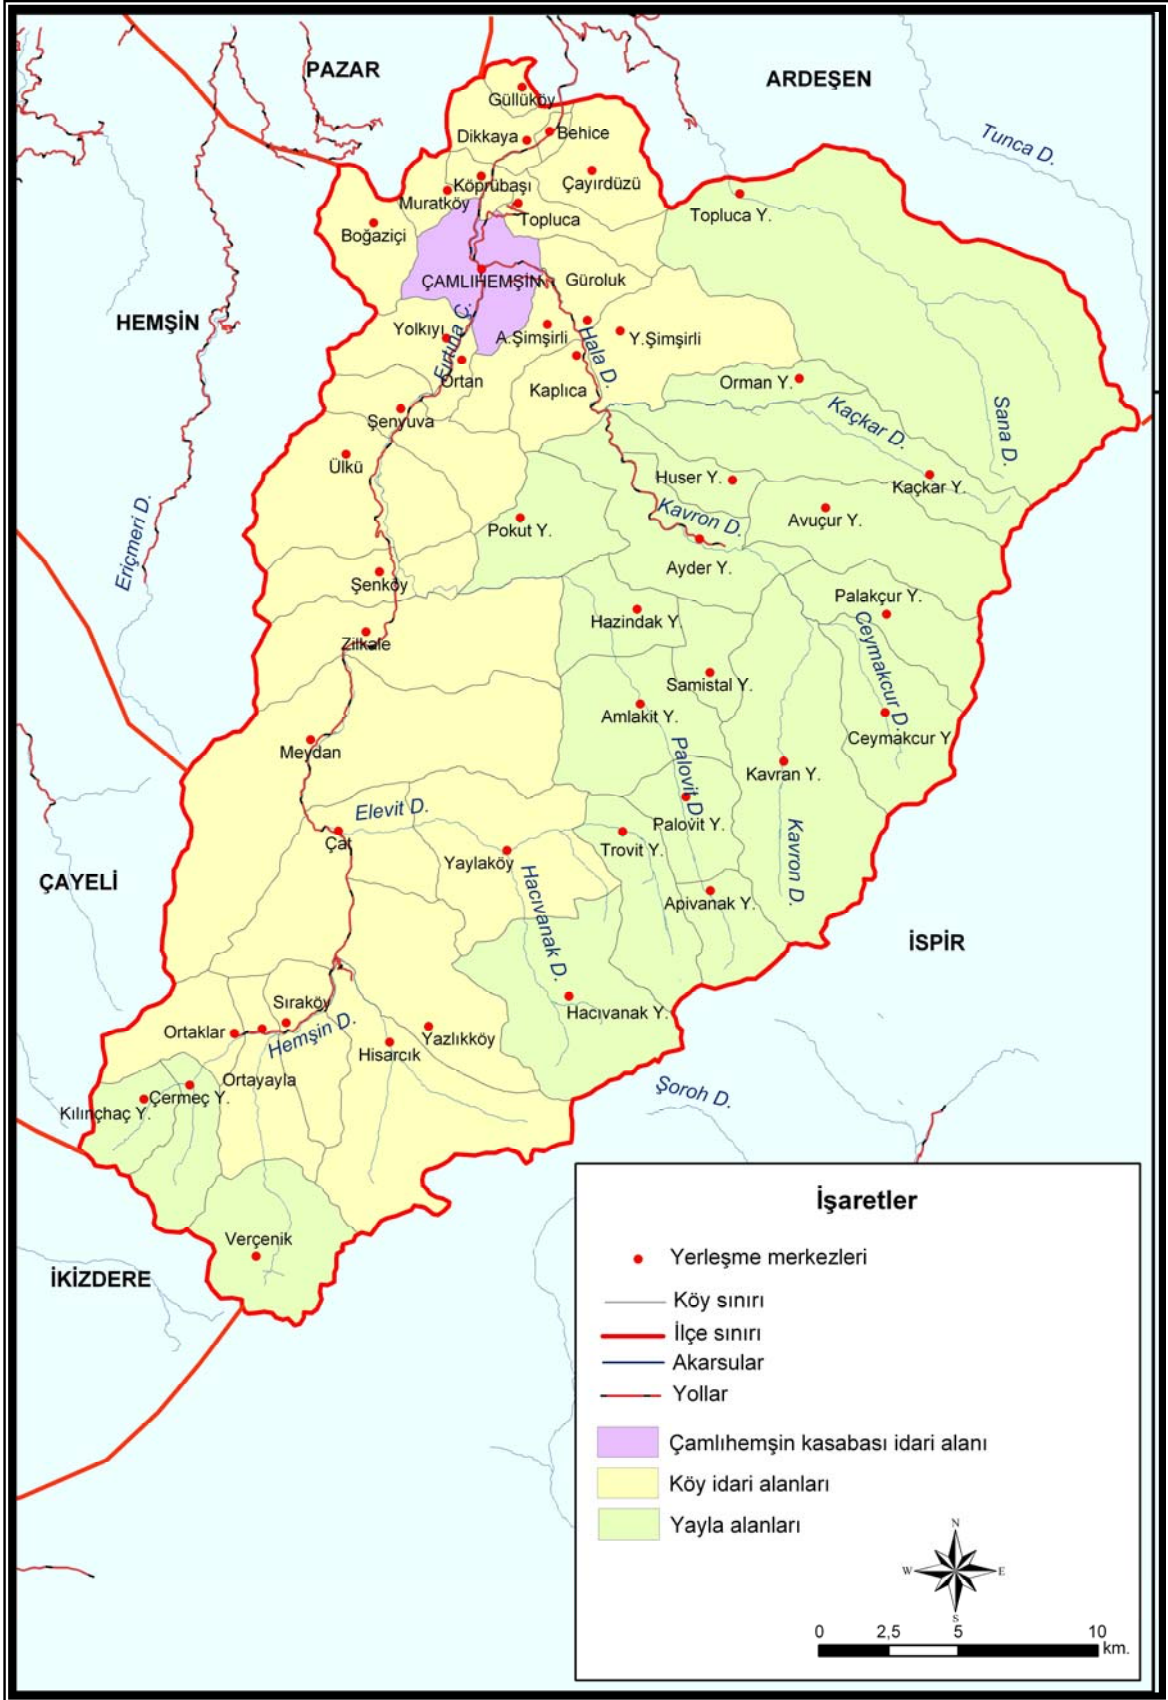 PAZAR
ARDEŞEN
Güllüköy
Dikkaya
Behice
Tunca D.
Köprübaşı
Çayırdüzü
Muratköy
Topluca
Topluca Y.
Boğaziçi
ÇAMLIHEMŞİN
Güroluk
HEMŞİN
Fırtına Ç.
Yolkıyı
A.Şimşirli
Hala D.
Y.Şimşirli
Ortan
Kaplıca
Orman Y.
Şenyuva
Kaçkar D.
Sana D.
Ülkü
Huser Y.
Kaçkar Y.
Eriçmeri D.
Pokut Y.
Kavron D.
Avuçur Y.
Ayder Y.
Şenköy
Palakçur Y.
Hazindak Y.
Ceymakcur D.
Zilkale
Samistal Y.
Amlakit Y.
Ceymakcur Y
Meydan
Palovit D
Kavran Y.
Elevit D.
Çat
Palovit Y.
Trovit Y.
Yaylaköy
Kavron D.
ÇAYELİ
Hacıvanak D.
Apivanak Y.
İSPİR
Sıraköy
Hacıvanak Y.
Ortaklar
Hemşin D.
Yazlıkköy
Hisarcık
Ortayayla
Çermeç Y.
Kılınçhaç Y.
Şoroh D.
Verçenik
İKİZDERE
İşaretler
Yerleşme merkezleri
Köy sınırı
İlçe sınırı
Akarsular
Yollar
Çamlıhemşin kasabası idari alanı
Köy idari alanları
Yayla alanları
N
W E
S
0 2,5 5 10
km.